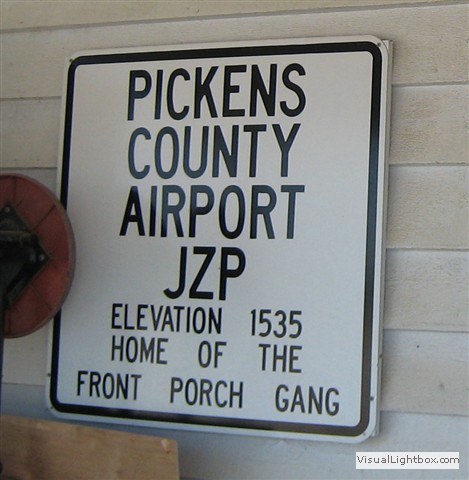 PICKENS
COUNTY
AIRPORT
JZP
ELEVATION 1535
HOME OF THE
FRONT PORCH GANG
VisualLightbox.com